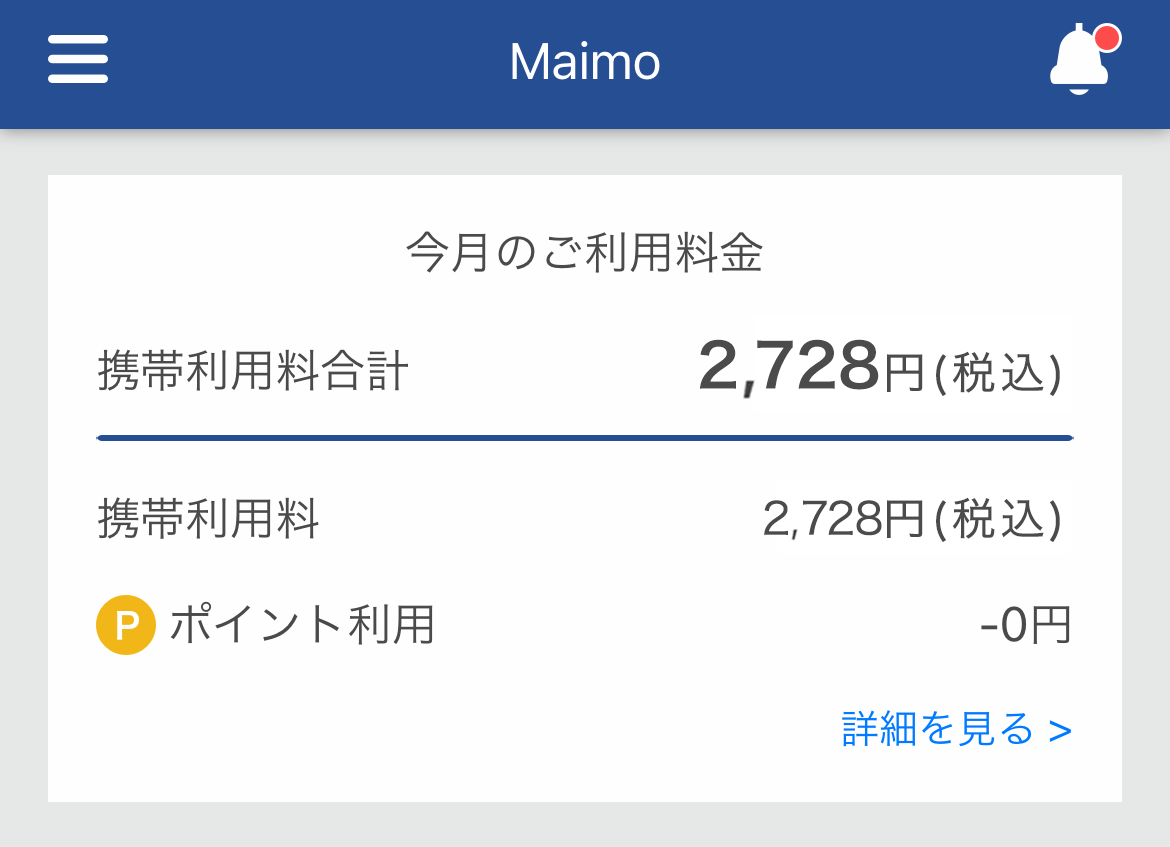 Maimo
今月のご利用料金
携帯利用料合計 2,728円(税込)
携帯利用料 2,728円(税込)
P ポイント利用 -0円
詳細を見る >